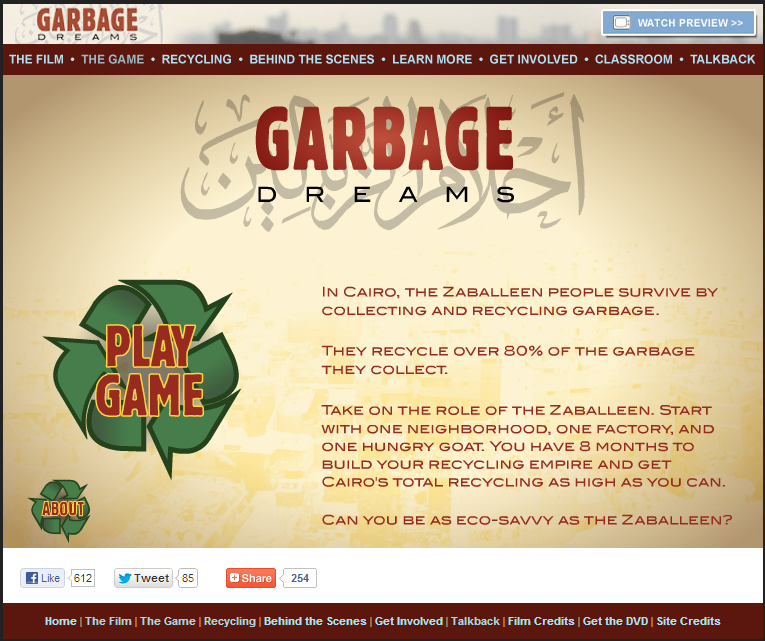 GARBAGE
DREAMS
WATCH PREVIEW >>
THE FILM • THE GAME • RECYCLING • BEHIND THE SCENES • LEARN MORE • GET INVOLVED • CLASSROOM • TALKBACK
أحلام الزبالين
GARBAGE
DREAMS
PLAY
GAME
IN CAIRO, THE ZABALLEEN PEOPLE SURVIVE BY
COLLECTING AND RECYCLING GARBAGE.
THEY RECYCLE OVER 80% OF THE GARBAGE
THEY COLLECT.
TAKE ON THE ROLE OF THE ZABALLEEN. START
WITH ONE NEIGHBORHOOD, ONE FACTORY, AND
ONE HUNGRY GOAT. YOU HAVE 8 MONTHS TO
BUILD YOUR RECYCLING EMPIRE AND GET
CAIRO'S TOTAL RECYCLING AS HIGH AS YOU CAN.
CAN YOU BE AS ECO-SAVVY AS THE ZABALLEEN?
ABOUT
Like 612 Tweet 85 Share 254
Home | The Film | The Game | Recycling | Behind the Scenes | Get Involved | Talkback | Film Credits | Get the DVD | Site Credits